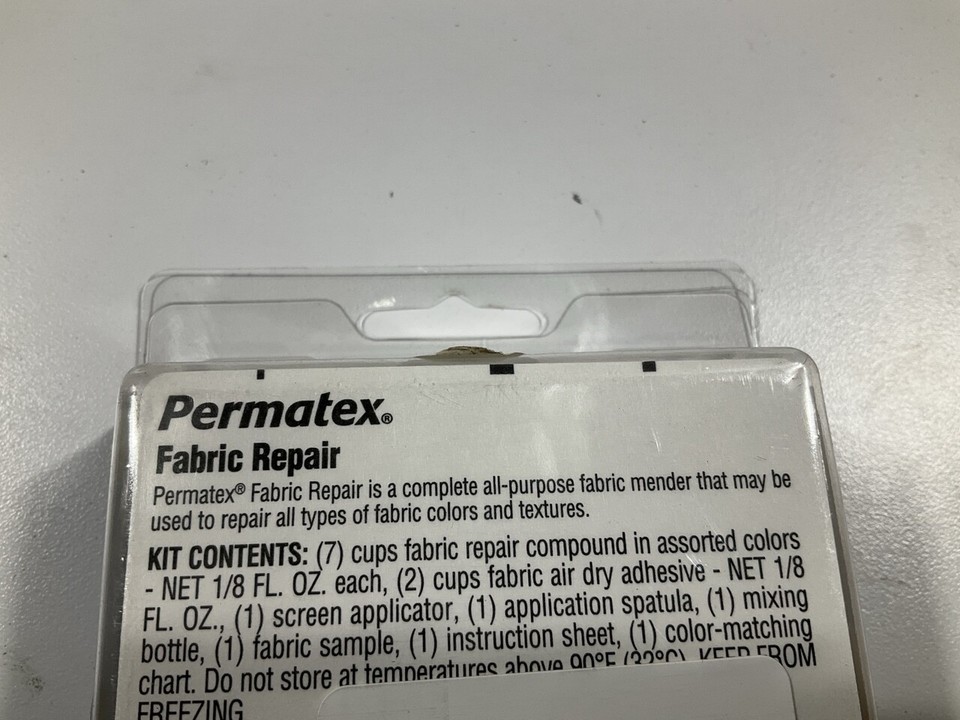 Permatex®
Fabric Repair
Permatex® Fabric Repair is a complete all-purpose fabric mender that may be
used to repair all types of fabric colors and textures.
KIT CONTENTS: (7) cups fabric repair compound in assorted colors
- NET 1/8 FL. OZ. each, (2) cups fabric air dry adhesive - NET 1/8
FL. OZ., (1) screen applicator, (1) application spatula, (1) mixing
bottle, (1) fabric sample, (1) instruction sheet, (1) color-matching
chart. Do not store at temperatures above 90°F (32°C). KEEP FROM
FREEZING